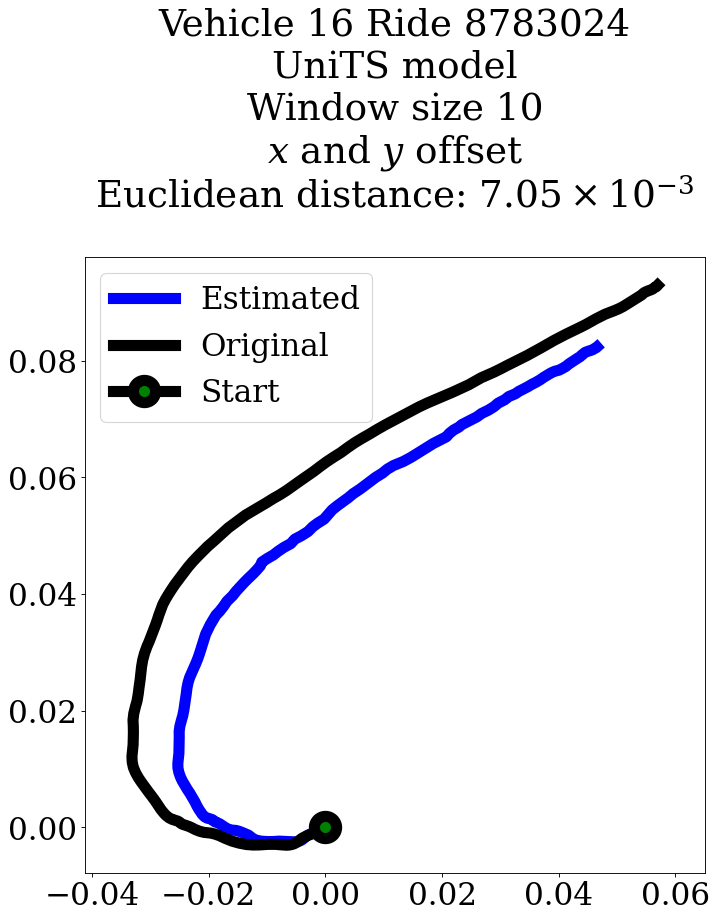 Vehicle 16 Ride 8783024
UniTS model
Window size 10
x and y offset
Euclidean distance: 7.05 × 10⁻³
Estimated
Original
Start
0.08
0.06
0.04
0.02
0.00
−0.04 −0.02 0.00 0.02 0.04 0.06